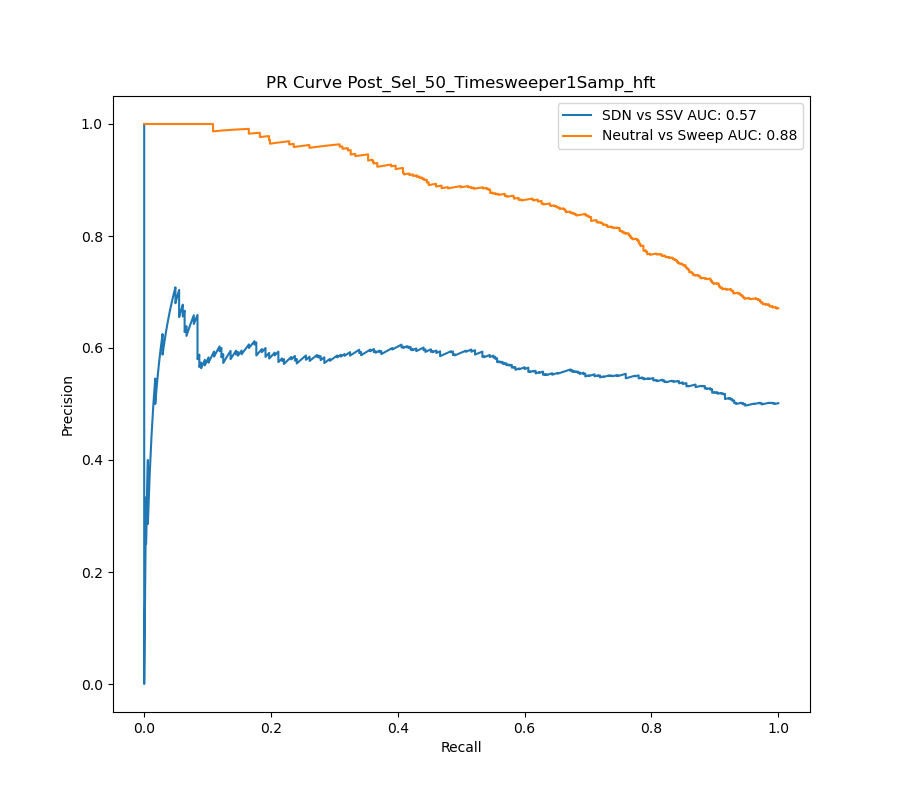 PR Curve Post_Sel_50_Timesweeper1Samp_hft
SDN vs SSV AUC: 0.57
Neutral vs Sweep AUC: 0.88
1.0
0.8
0.6
0.4
0.2
0.0
Precision
0.0 0.2 0.4 0.6 0.8 1.0
Recall